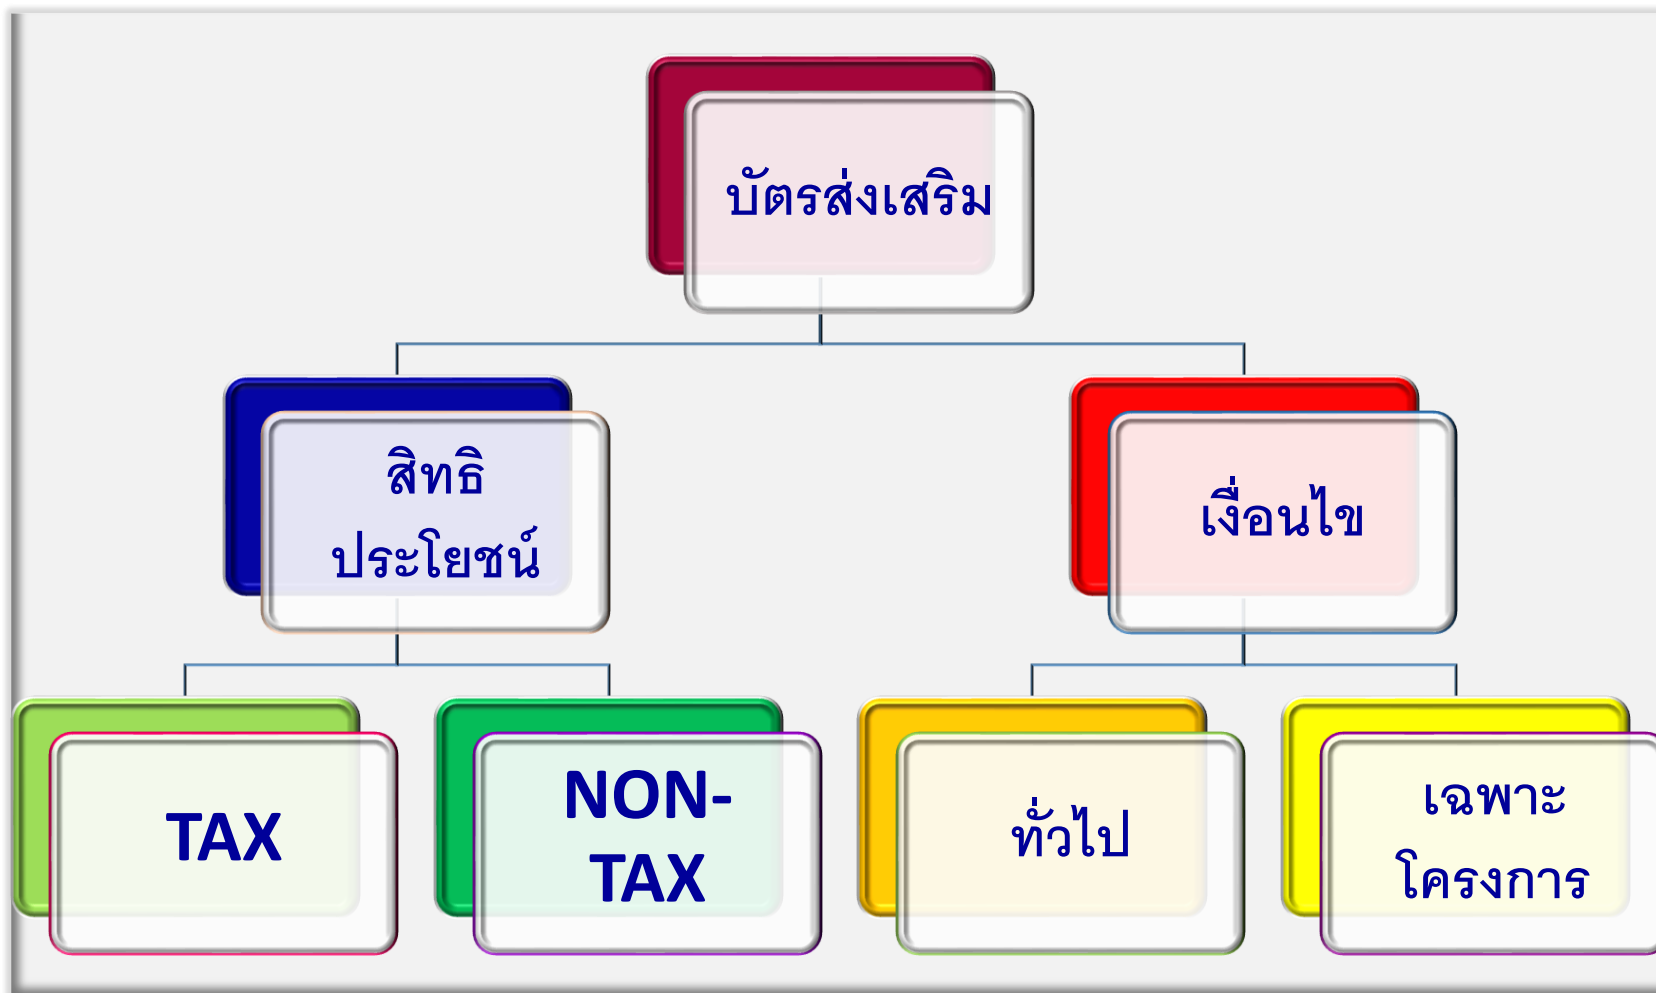 บัตรส่งเสริม
สิทธิ
ประโยชน์
เงื่อนไข
TAX
NON-
TAX
ทั่วไป
เฉพาะ
โครงการ